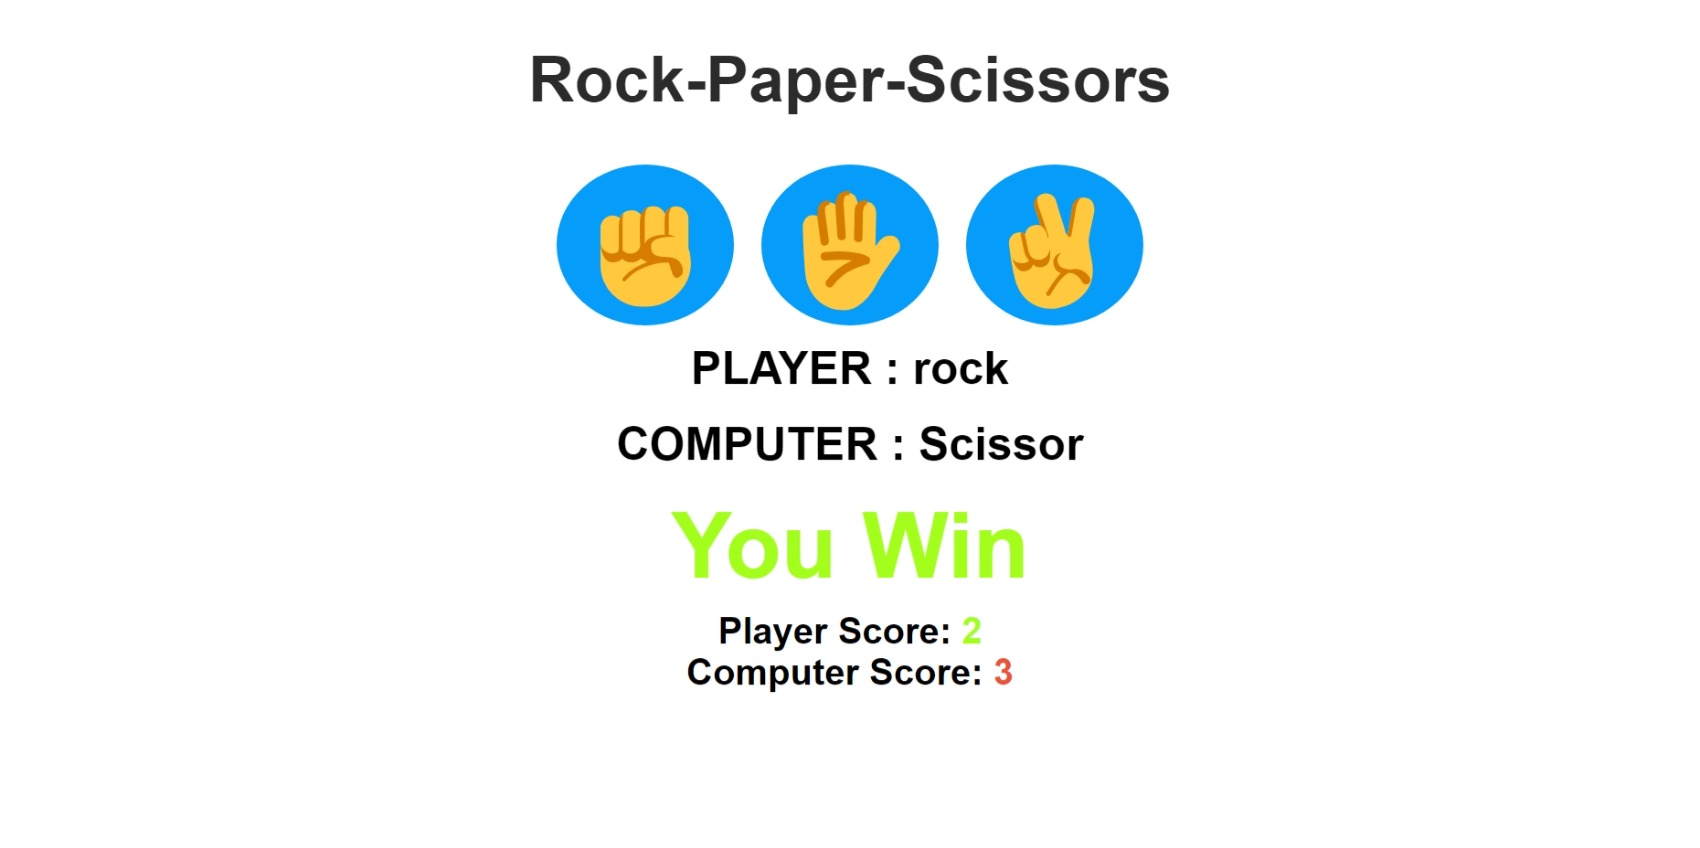 Rock-Paper-Scissors
PLAYER : rock
COMPUTER : Scissor
You Win
Player Score: 2
Computer Score: 3